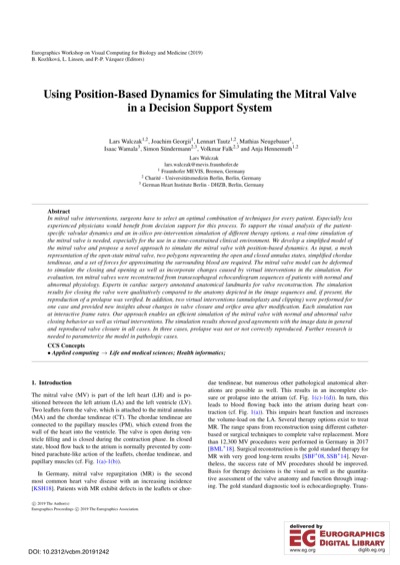 Eurographics Workshop on Visual Computing for Biology and Medicine (2019)
B. Kozlíková, L. Linsen, and P.-P. Vázquez (Editors)
Using Position-Based Dynamics for Simulating the Mitral Valve
in a Decision Support System
Lars Walczak1,2, Joachim Georgii1, Lennart Tautz1,2, Mathias Neugebauer1,
Isaac Wamala3, Simon Sündermann2,3, Volkmar Falk2,3 and Anja Hennemuth1,2
Lars Walczak
lars.walczak@mevis.fraunhofer.de
1 Fraunhofer MEVIS, Bremen, Germany
2 Charité - Universitätsmedizin Berlin, Berlin, Germany
3 German Heart Institute Berlin - DHZB, Berlin, Germany
Abstract
In mitral valve interventions, surgeons have to select an optimal combination of techniques for every patient. Especially less
experienced physicians would benefit from decision support for this process. To support the visual analysis of the patient-
specific valvular dynamics and an in-silico pre-intervention simulation of different therapy options, a real-time simulation of
the mitral valve is needed, especially for the use in a time-constrained clinical environment. We develop a simplified model of
the mitral valve and propose a novel approach to simulate the mitral valve with position-based dynamics. As input, a mesh
representation of the open-state mitral valve, two polygons representing the open and closed annulus states, simplified chordae
tendineae, and a set of forces for approximating the surrounding blood are required. The mitral valve model can be deformed
to simulate the closing and opening as well as incorporate changes caused by virtual interventions in the simulation. For
evaluation, ten mitral valves were reconstructed from transesophageal echocardiogram sequences of patients with normal and
abnormal physiology. Experts in cardiac surgery annotated anatomical landmarks for valve reconstruction. The simulation
results for closing the valve were qualitatively compared to the anatomy depicted in the image sequences and, if present, the
reproduction of a prolapse was verified. In addition, two virtual interventions (annuloplasty and clipping) were performed for
one case and provided new insights about changes in valve closure and orifice area after modification. Each simulation ran
at interactive frame rates. Our approach enables an efficient simulation of the mitral valve with normal and abnormal valve
closing behavior as well as virtual interventions. The simulation results showed good agreements with the image data in general
and reproduced valve closure in all cases. In three cases, prolapse was not or not correctly reproduced. Further research is
needed to parameterize the model in pathologic cases.
CCS Concepts
• Applied computing → Life and medical sciences; Health informatics;
1. Introduction
The mitral valve (MV) is part of the left heart (LH) and is po-
sitioned between the left atrium (LA) and the left ventricle (LV).
Two leaflets form the valve, which is attached to the mitral annulus
(MA) and the chordae tendineae (CT). The chordae tendineae are
connected to the papillary muscles (PM), which extend from the
wall of the heart into the ventricle. The valve is open during ven-
tricle filling and is closed during the contraction phase. In closed
state, blood flow back to the atrium is normally prevented by com-
bined parachute-like action of the leaflets, chordae tendineae, and
papillary muscles (cf. Fig. 1(a)-1(b)).
In Germany, mitral valve regurgitation (MR) is the second
most common heart valve disease with an increasing incidence
[KSH18]. Patients with MR exhibit defects in the leaflets or chor-
dae tendineae, but numerous other pathological anatomical alter-
ations are possible as well. This results in an incomplete clo-
sure or prolapse into the atrium (cf. Fig. 1(c)-1(d)). In turn, this
leads to blood flowing back into the atrium during heart con-
traction (cf. Fig. 1(a)). This impairs heart function and increases
the volume-load on the LA. Several therapy options exist to treat
MR. The range spans from reconstruction using different catheter-
based or surgical techniques to complete valve replacement. More
than 12,300 MV procedures were performed in Germany in 2017
[BML*18]. Surgical reconstruction is the gold standard therapy for
MR with very good long-term results [SBF*08, SSB*14]. Never-
theless, the success rate of MV procedures should be improved.
Basis for therapy decisions is the visual as well as the quantita-
tive assessment of the valve anatomy and function through imag-
ing. The gold standard diagnostic tool is echocardiography. Trans-
© 2019 The Author(s)
Eurographics Proceedings © 2019 The Eurographics Association
DOI: 10.2312/vcbm.20191242
delivered by
EUROGRAPHICS
DIGITAL LIBRARY
www.eg.org
diglib.eg.org